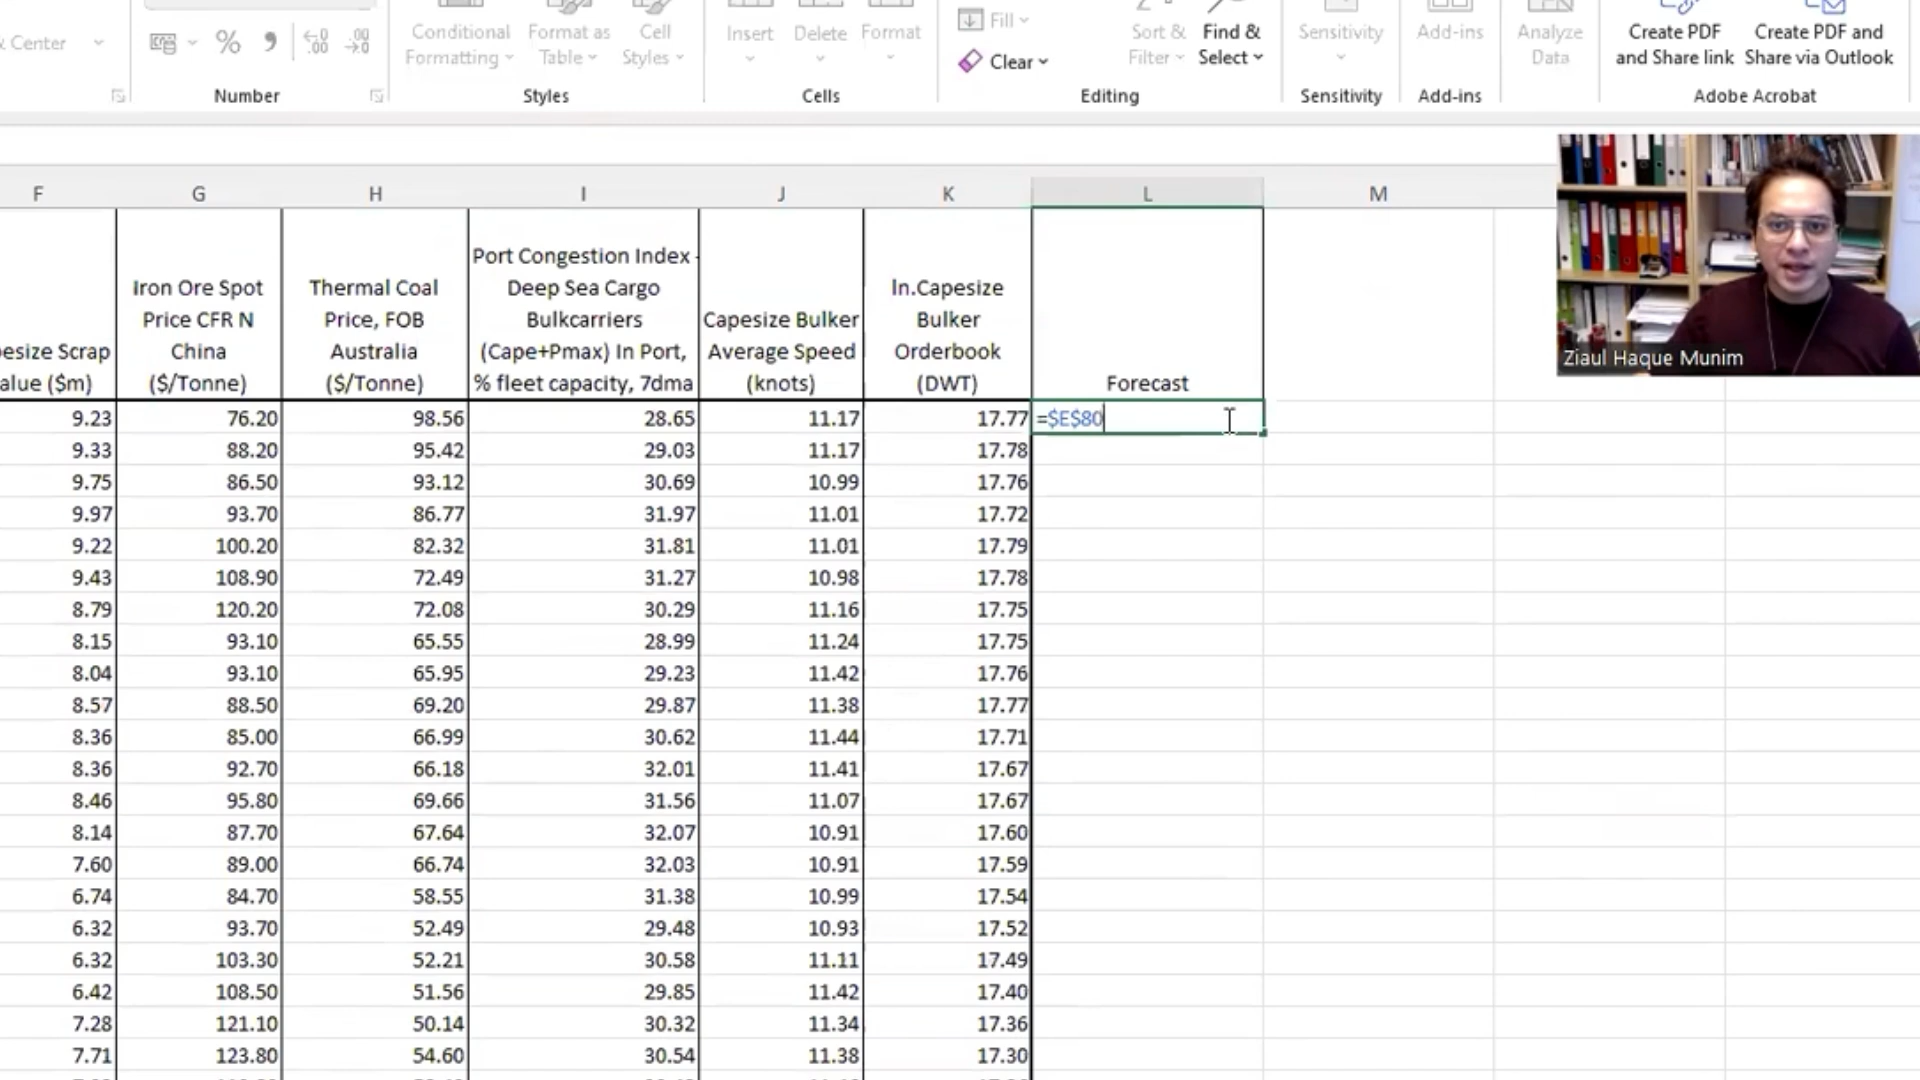 Center
%
Conditional Formatting
Format as Table
Cell Styles
Insert
Delete
Format
Fill
Clear
Sort & Filter
Find & Select
Sensitivity
Add-ins
Analyze Data
Create PDF and Share link
Create PDF and Share via Outlook
Number
Styles
Cells
Editing
Sensitivity
Add-ins
Adobe Acrobat
F G H I J K L M
esize Scrap
alue ($m)
Iron Ore Spot
Price CFR N
China
($/Tonne)
Thermal Coal
Price, FOB
Australia
($/Tonne)
Port Congestion Index -
Deep Sea Cargo
Bulkcarriers
(Cape+Pmax) In Port,
% fleet capacity, 7dma
Capesize Bulker
Average Speed
(knots)
ln.Capesize
Bulker
Orderbook
(DWT)
Forecast
Ziaul Haque Munim
9.23 76.20 98.56 28.65 11.17 17.77 =$E$80
9.33 88.20 95.42 29.03 11.17 17.78
9.75 86.50 93.12 30.69 10.99 17.76
9.97 93.70 86.77 31.97 11.01 17.72
9.22 100.20 82.32 31.81 11.01 17.79
9.43 108.90 72.49 31.27 10.98 17.78
8.79 120.20 72.08 30.29 11.16 17.75
8.15 93.10 65.55 28.99 11.24 17.75
8.04 93.10 65.95 29.23 11.42 17.76
8.57 88.50 69.20 29.87 11.38 17.77
8.36 85.00 66.99 30.62 11.44 17.71
8.36 92.70 66.18 32.01 11.41 17.67
8.46 95.80 69.66 31.56 11.07 17.67
8.14 87.70 67.64 32.07 10.91 17.60
7.60 89.00 66.74 32.03 10.91 17.59
6.74 84.70 58.55 31.38 10.99 17.54
6.32 93.70 52.49 29.48 10.93 17.52
6.32 103.30 52.21 30.58 11.11 17.49
6.42 108.50 51.56 29.85 11.42 17.40
7.28 121.10 50.14 30.32 11.34 17.36
7.71 123.80 54.60 30.54 11.38 17.30